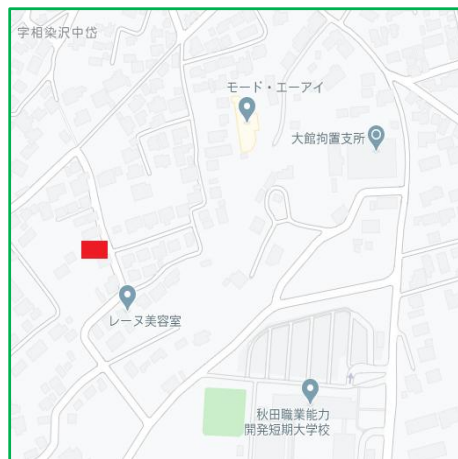 字相染沢中岱
モード・エーアイ
大館拘置支所
レーヌ美容室
秋田職業能力
開発短期大学校